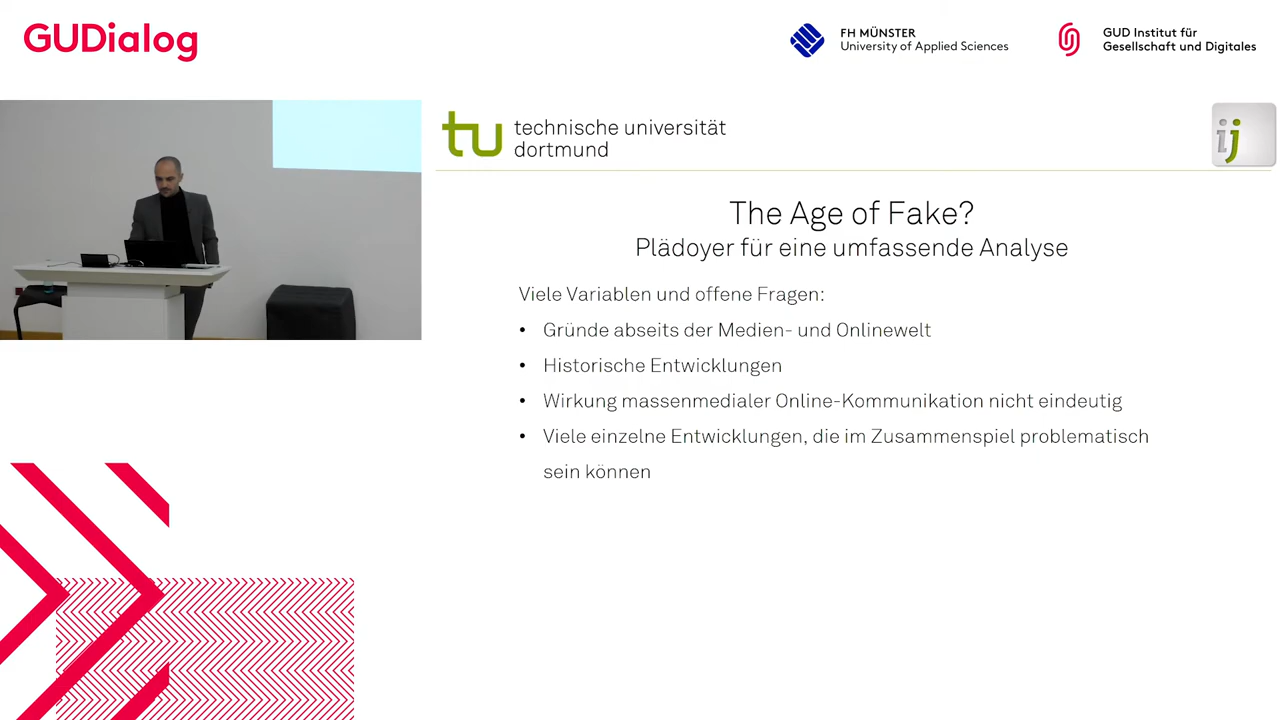 GUDialog
FH MÜNSTER
University of Applied Sciences
GUD Institut für
Gesellschaft und Digitales
tu technische universität
dortmund
ij
The Age of Fake?
Plädoyer für eine umfassende Analyse
Viele Variablen und offene Fragen:
• Gründe abseits der Medien- und Onlinewelt
• Historische Entwicklungen
• Wirkung massenmedialer Online-Kommunikation nicht eindeutig
• Viele einzelne Entwicklungen, die im Zusammenspiel problematisch
sein können